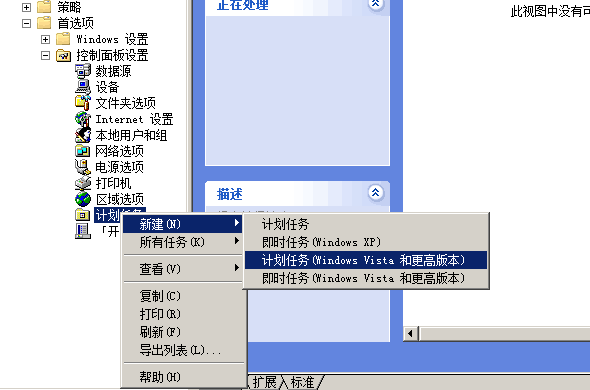 策略
首选项
Windows 设置
控制面板设置
数据源
设备
文件夹选项
Internet 设置
本地用户和组
网络选项
电源选项
打印机
区域选项
计划任务
「开
正在处理
描述
此视图中没有可
新建(N)
所有任务(K)
查看(V)
复制(C)
打印(R)
刷新(F)
导出列表(L)...
帮助(H)
计划任务
即时任务(Windows XP)
计划任务(Windows Vista 和更高版本)
即时任务(Windows Vista 和更高版本)
扩展 标准